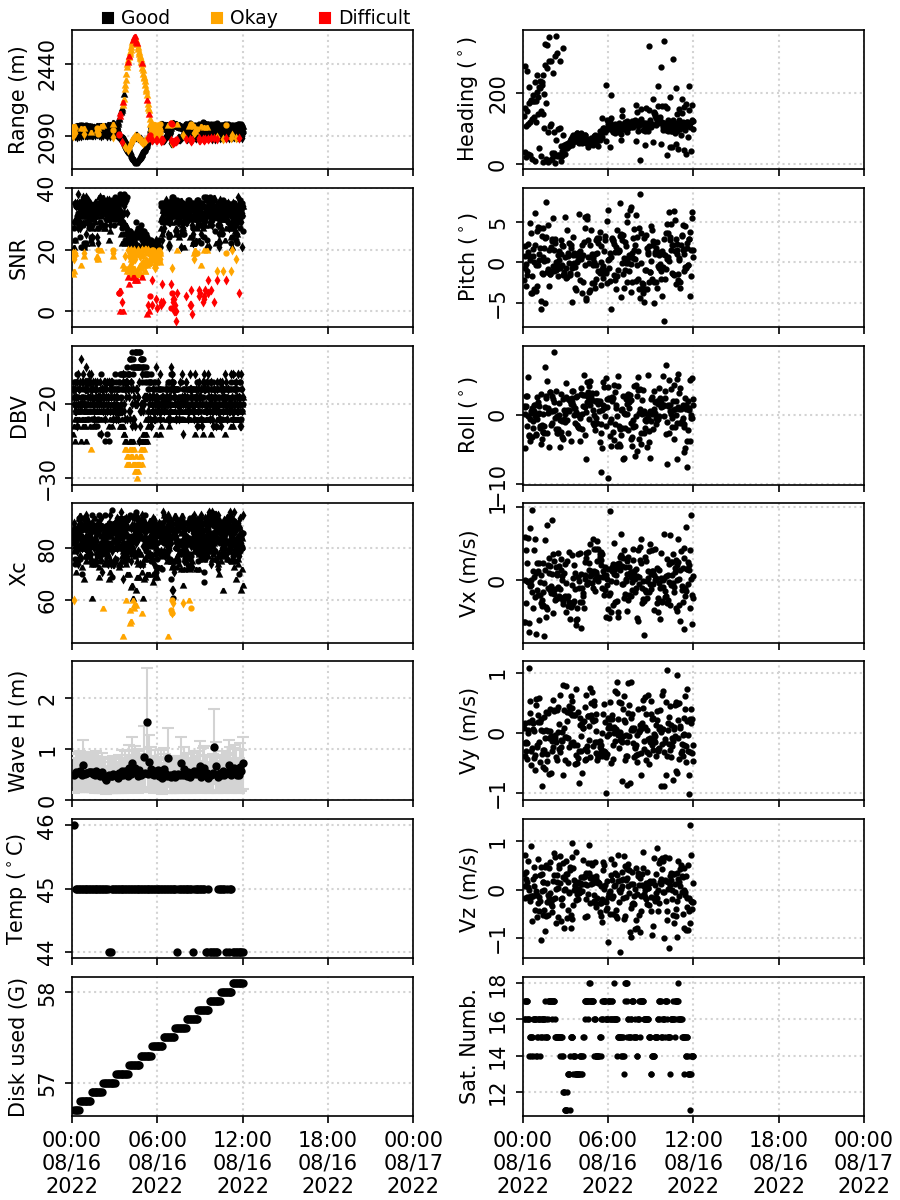 Good Okay Difficult
Range (m)
2440
2090
Heading (°)
200
0
SNR
40
20
0
Pitch (°)
5
0
−5
DBV
−20
−30
Roll (°)
0
−10
Xc
80
60
Vx (m/s)
1
0
Wave H (m)
2
1
0
Vy (m/s)
1
0
−1
Temp (°C)
46
45
44
Vz (m/s)
1
0
−1
Disk used (G)
58
57
Sat. Numb.
18
16
14
12
00:00 06:00 12:00 18:00 00:00
08/16 08/16 08/16 08/16 08/17
2022 2022 2022 2022 2022
00:00 06:00 12:00 18:00 00:00
08/16 08/16 08/16 08/16 08/17
2022 2022 2022 2022 2022